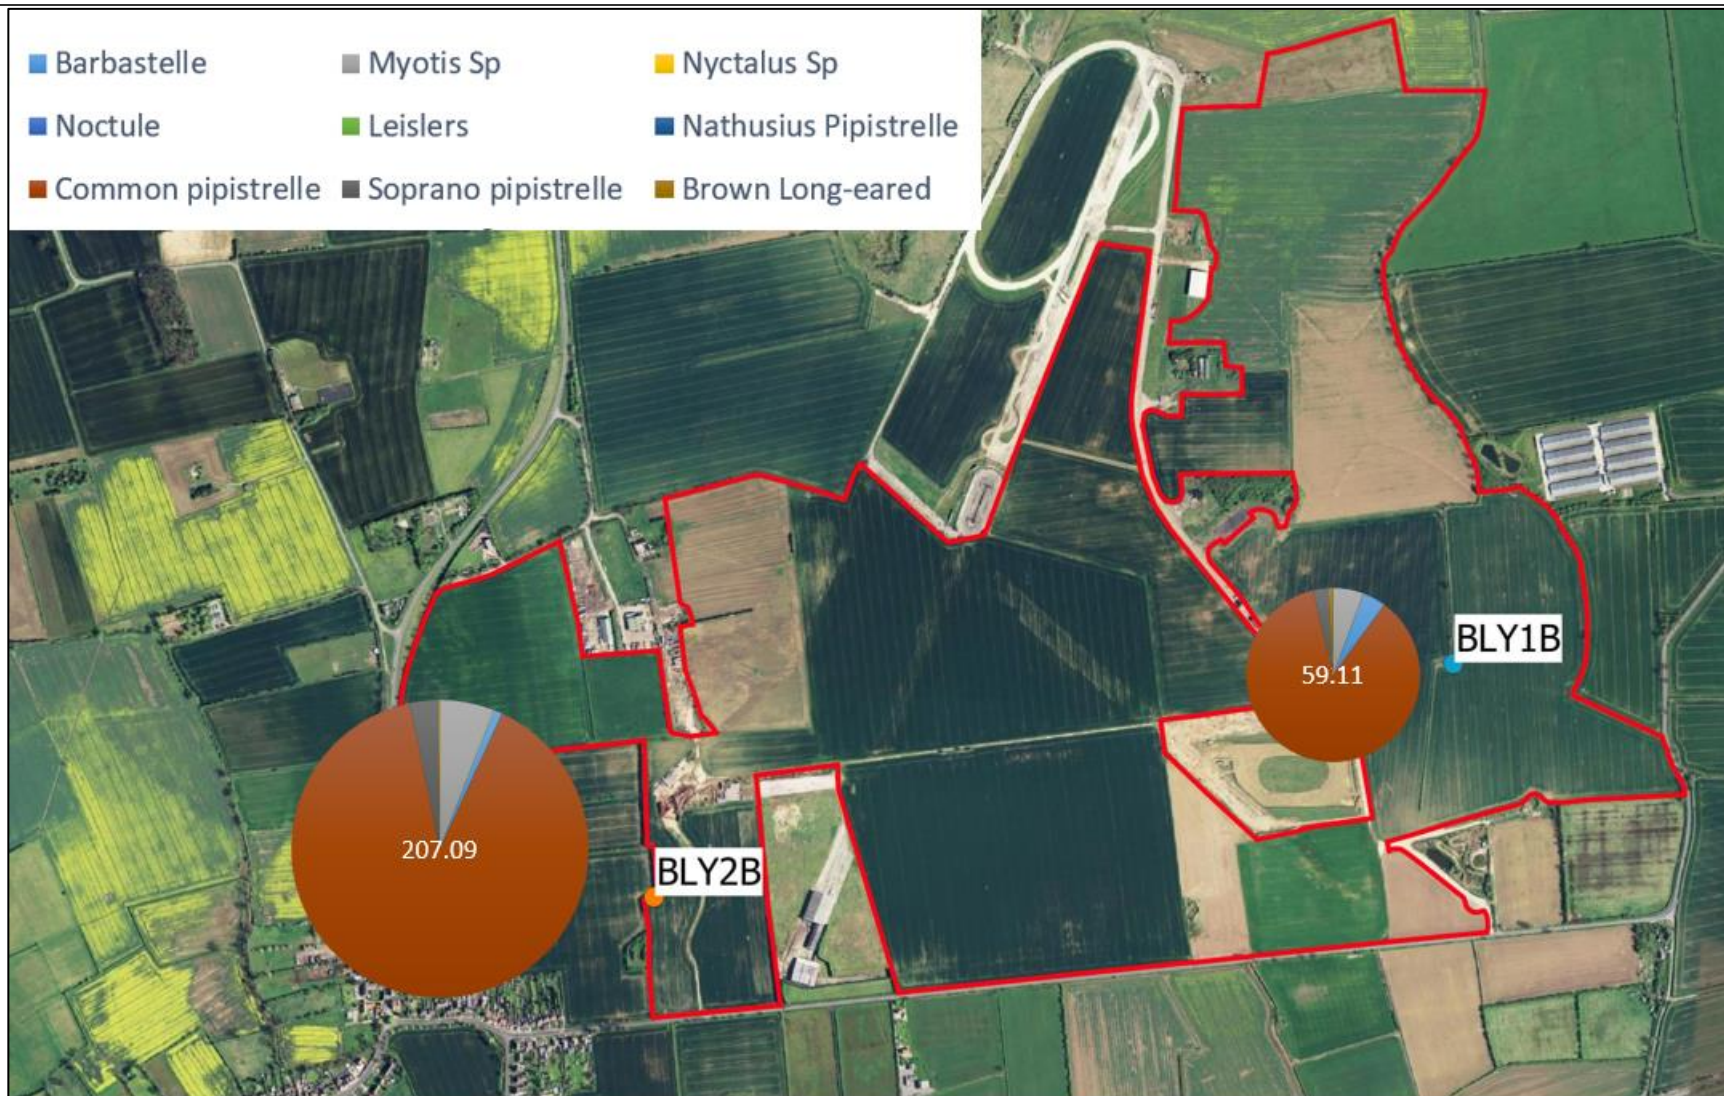 Barbastelle Myotis Sp Nyctalus Sp
Noctule Leislers Nathusius Pipistrelle
Common pipistrelle Soprano pipistrelle Brown Long-eared
BLY1B
59.11
207.09
BLY2B